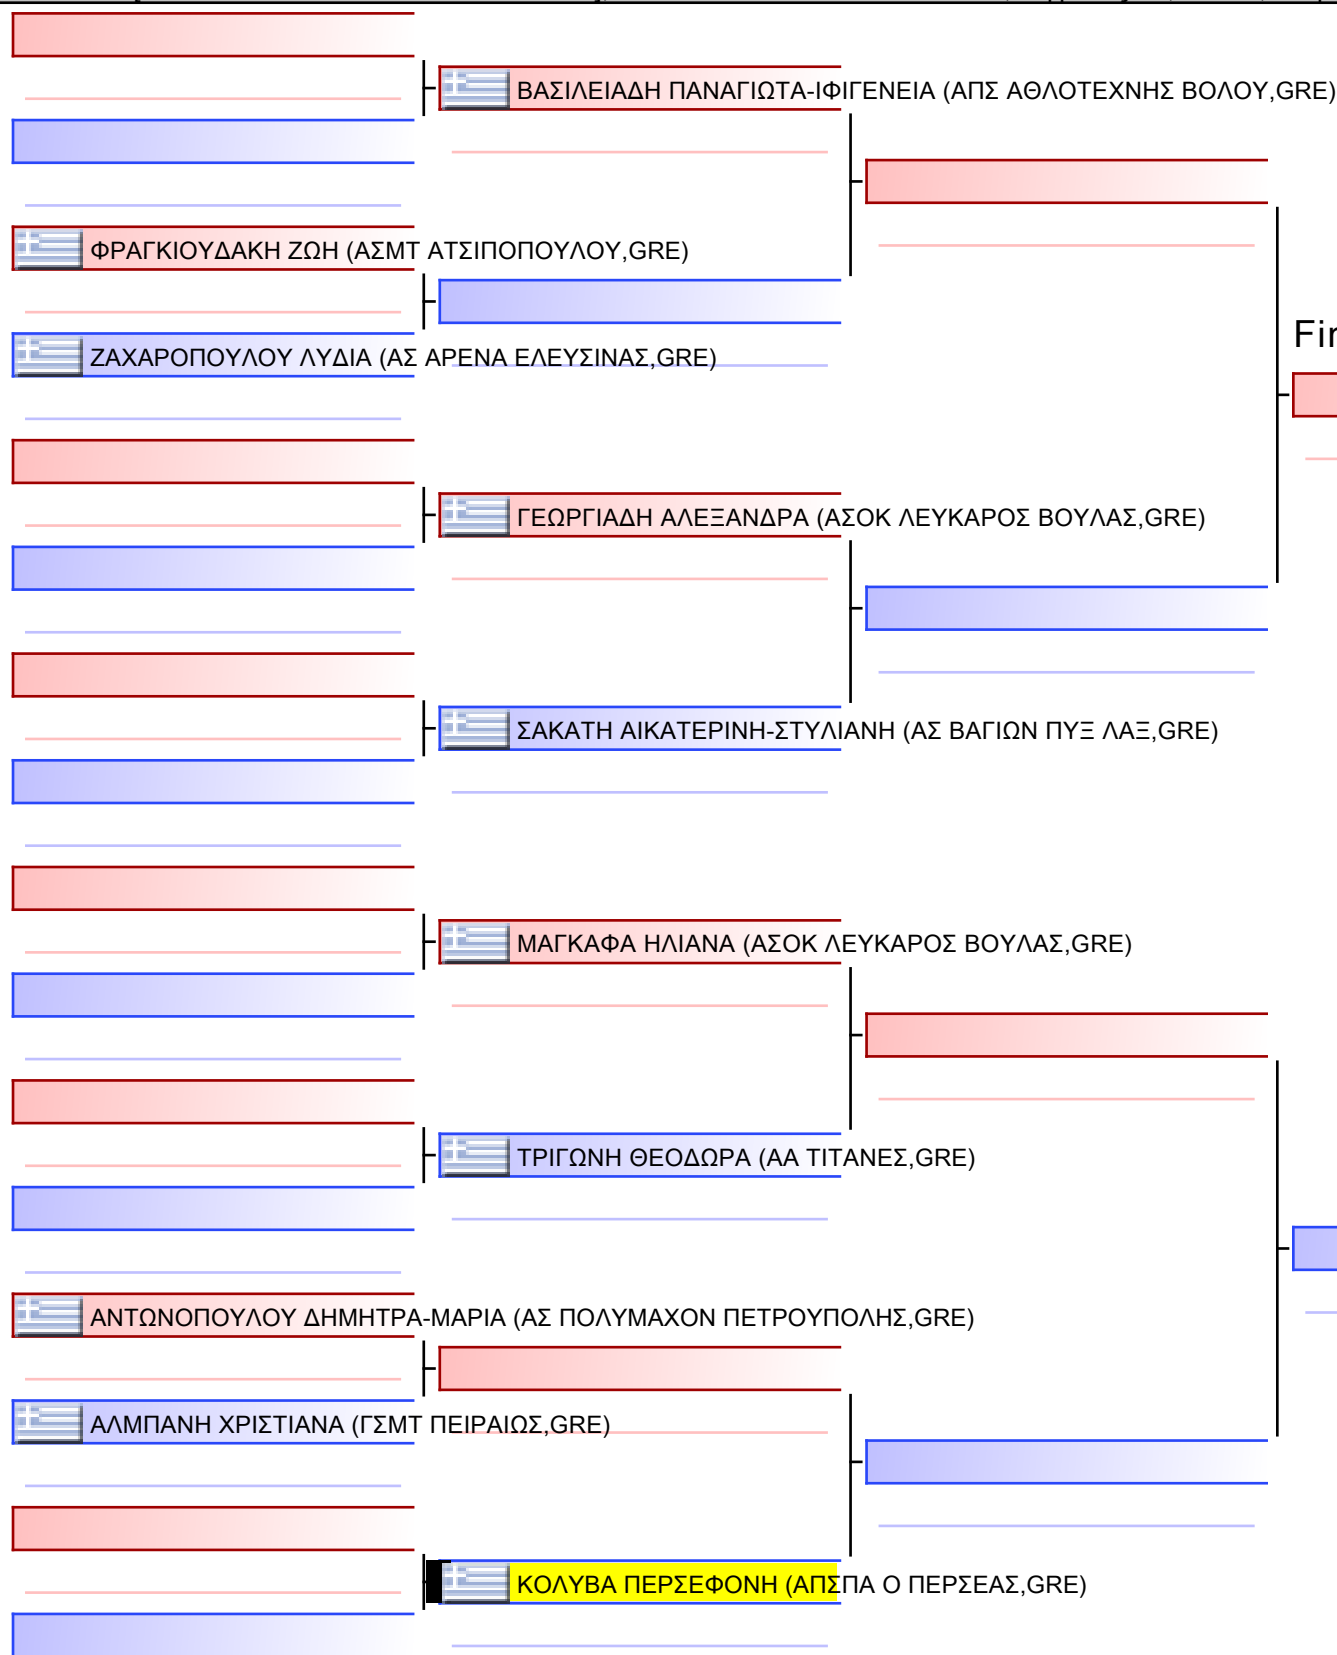 ΒΑΣΙΛΕΙΑΔΗ ΠΑΝΑΓΙΩΤΑ-ΙΦΙΓΕΝΕΙΑ (ΑΠΣ ΑΘΛΟΤΕΧΝΗΣ ΒΟΛΟΥ,GRE)
ΦΡΑΓΚΙΟΥΔΑΚΗ ΖΩΗ (ΑΣΜΤ ΑΤΣΙΠΟΠΟΥΛΟΥ,GRE)
ΖΑΧΑΡΟΠΟΥΛΟΥ ΛΥΔΙΑ (ΑΣ ΑΡΕΝΑ ΕΛΕΥΣΙΝΑΣ,GRE)
ΓΕΩΡΓΙΑΔΗ ΑΛΕΞΑΝΔΡΑ (ΑΣΟΚ ΛΕΥΚΑΡΟΣ ΒΟΥΛΑΣ,GRE)
ΣΑΚΑΤΗ ΑΙΚΑΤΕΡΙΝΗ-ΣΤΥΛΙΑΝΗ (ΑΣ ΒΑΓΙΩΝ ΠΥΞ ΛΑΞ,GRE)
ΜΑΓΚΑΦΑ ΗΛΙΑΝΑ (ΑΣΟΚ ΛΕΥΚΑΡΟΣ ΒΟΥΛΑΣ,GRE)
ΤΡΙΓΩΝΗ ΘΕΟΔΩΡΑ (ΑΑ ΤΙΤΑΝΕΣ,GRE)
ΑΝΤΩΝΟΠΟΥΛΟΥ ΔΗΜΗΤΡΑ-ΜΑΡΙΑ (ΑΣ ΠΟΛΥΜΑΧΟΝ ΠΕΤΡΟΥΠΟΛΗΣ,GRE)
ΑΛΜΠΑΝΗ ΧΡΙΣΤΙΑΝΑ (ΓΣΜΤ ΠΕΙΡΑΙΩΣ,GRE)
ΚΟΛΥΒΑ ΠΕΡΣΕΦΟΝΗ (ΑΠΣΠΑ Ο ΠΕΡΣΕΑΣ,GRE)